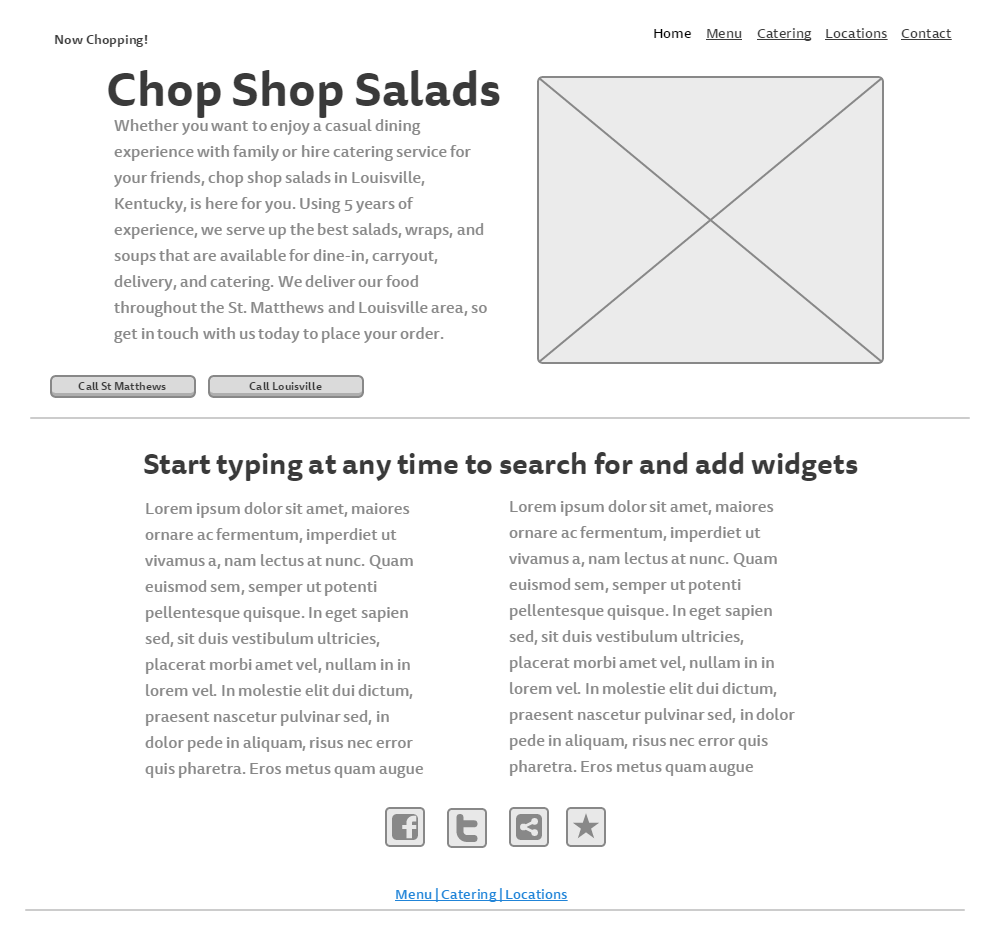 Now Chopping!
Home Menu Catering Locations Contact
Chop Shop Salads
Whether you want to enjoy a casual dining
experience with family or hire catering service for
your friends, chop shop salads in Louisville,
Kentucky, is here for you. Using 5 years of
experience, we serve up the best salads, wraps, and
soups that are available for dine-in, carryout,
delivery, and catering. We deliver our food
throughout the St. Matthews and Louisville area, so
get in touch with us today to place your order.
Call St Matthews
Call Louisville
Start typing at any time to search for and add widgets
Lorem ipsum dolor sit amet, maiores
ornare ac fermentum, imperdiet ut
vivamus a, nam lectus at nunc. Quam
euismod sem, semper ut potenti
pellentesque quisque. In eget sapien
sed, sit duis vestibulum ultricies,
placerat morbi amet vel, nullam in in
lorem vel. In molestie elit dui dictum,
praesent nascetur pulvinar sed, in
dolor pede in aliquam, risus nec error
quis pharetra. Eros metus quam augue
Lorem ipsum dolor sit amet, maiores
ornare ac fermentum, imperdiet ut
vivamus a, nam lectus at nunc. Quam
euismod sem, semper ut potenti
pellentesque quisque. In eget sapien
sed, sit duis vestibulum ultricies,
placerat morbi amet vel, nullam in in
lorem vel. In molestie elit dui dictum,
praesent nascetur pulvinar sed, in dolor
pede in aliquam, risus nec error quis
pharetra. Eros metus quam augue
Menu | Catering | Locations